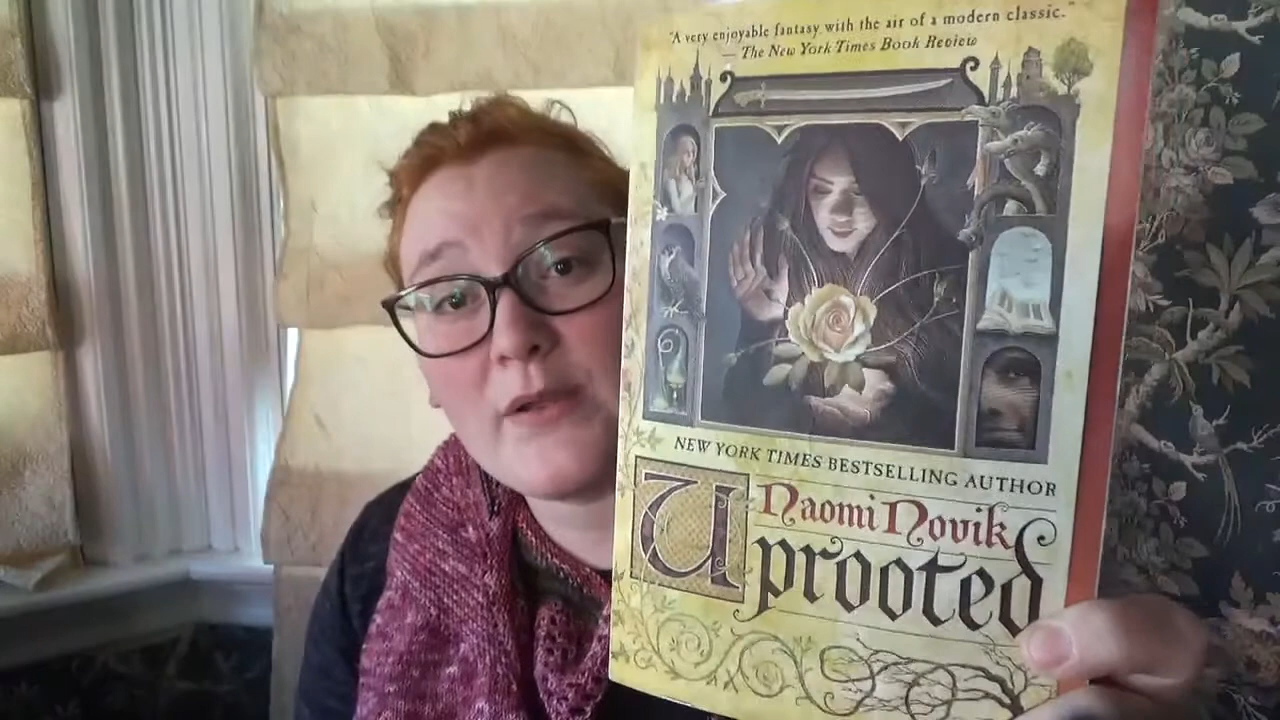 "A very enjoyable fantasy with the air of a modern classic."
— The New York Times Book Review
NEW YORK TIMES BESTSELLING AUTHOR
Naomi Novik
Uprooted